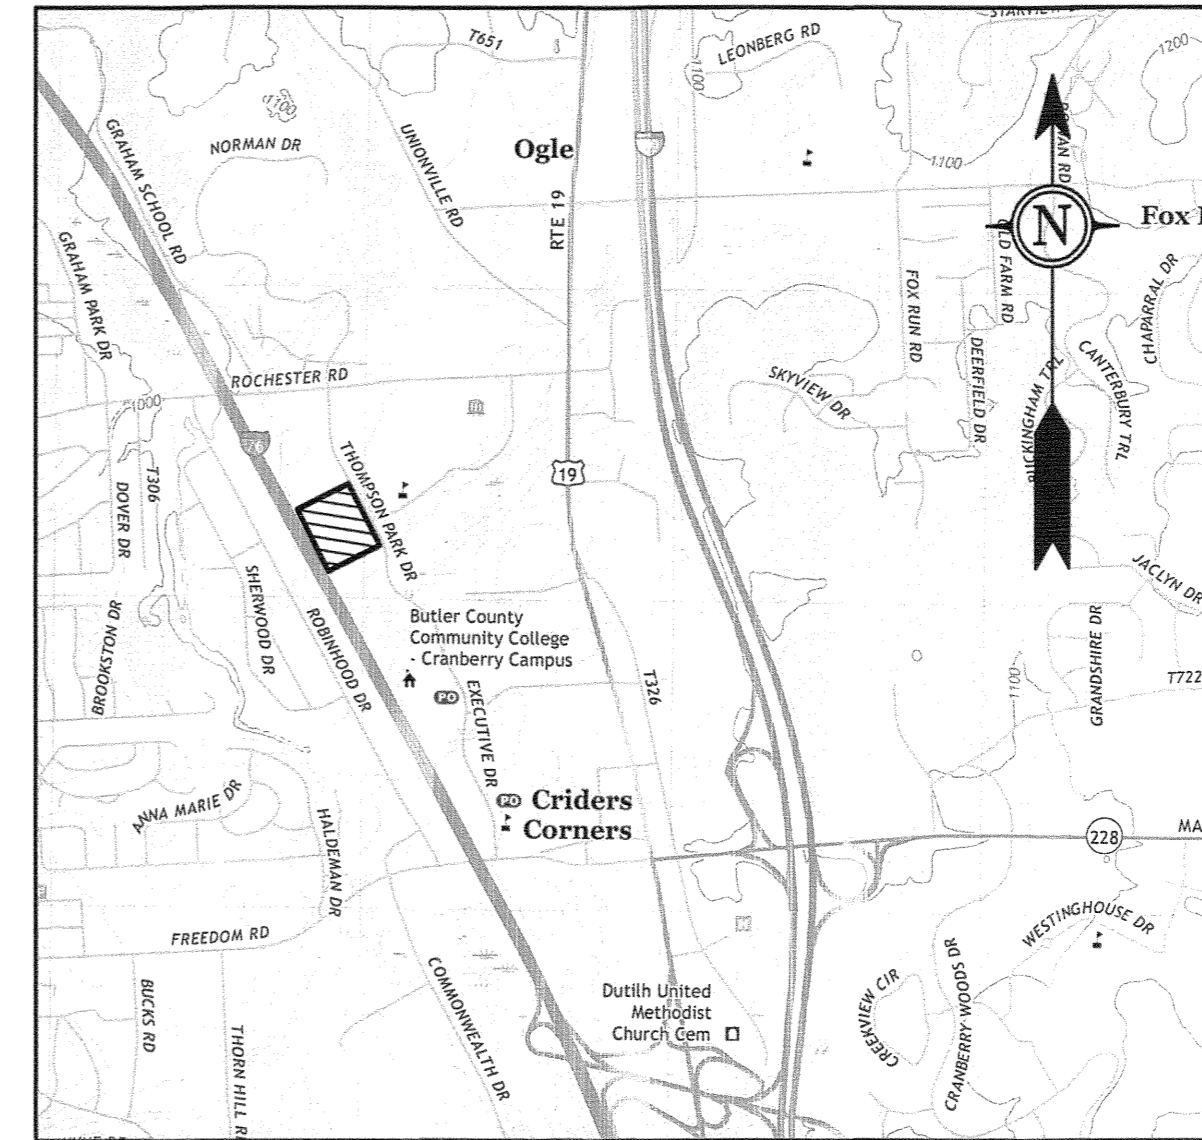 T651
LEONBERG RD
1200
1100
1100
GRAHAM SCHOOL RD
NORMAN DR
UNIONVILLE RD
Ogle
1100
RTE 19
N
Fox
GRAHAM PARK DR
OLD FARM RD
CHAPARRAL DR
FOX RUN RD
DEERFIELD DR
BUCKINGHAM TRL
CANTERBURY TRL
ROCHESTER RD
SKYVIEW DR
1000
76
THOMPSON PARK DR
19
T306
DOVER DR
SHERWOOD DR
JACLYN DR
BROOKSTON DR
ROBINHOOD DR
Butler County
Community College
- Cranberry Campus
GRANDSHIRE DR
1100
T722
T326
PO
EXECUTIVE DR
PO
Criders
Corners
ANNA MARIE DR
HALDEMAN DR
228
MA
FREEDOM RD
WESTINGHOUSE DR
BUCKS RD
THORN HILL R
COMMONWEALTH DR
Dutilh United
Methodist
Church Cem
CREEKVIEW CIR
CRANBERRY WOODS DR